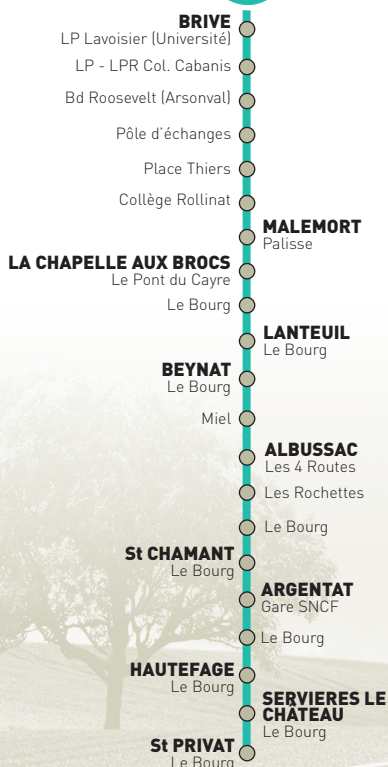 BRIVE
LP Lavoisier (Université)
LP - LPR Col. Cabanis
Bd Roosevelt (Arsonval)
Pôle d'échanges
Place Thiers
Collège Rollinat
MALEMORT
Palisse
LA CHAPELLE AUX BROCS
Le Pont du Cayre
Le Bourg
LANTEUIL
Le Bourg
BEYNAT
Le Bourg
Miel
ALBUSSAC
Les 4 Routes
Les Rochettes
Le Bourg
St CHAMANT
Le Bourg
ARGENTAT
Gare SNCF
Le Bourg
HAUTEFAGE
Le Bourg
SERVIERES LE
CHÂTEAU
Le Bourg
St PRIVAT
Le Bourg